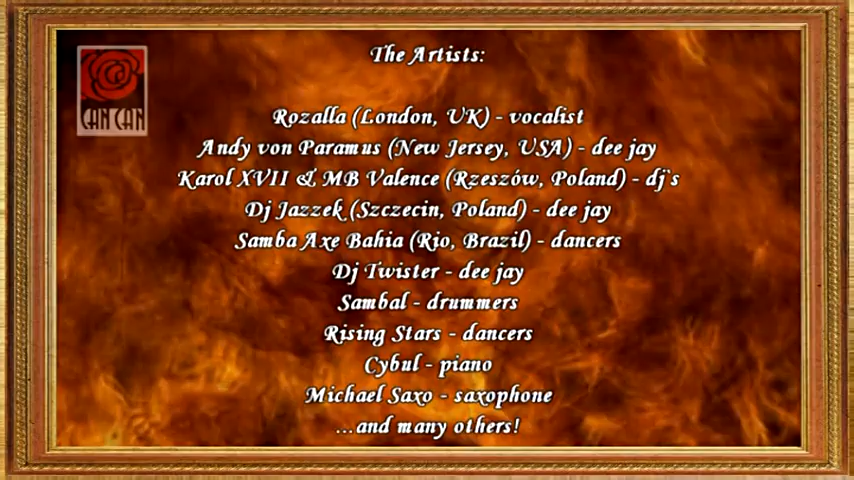 CAN CAN
The Artists:
Rozalla (London, UK) - vocalist
Andy von Paramus (New Jersey, USA) - dee jay
Karol XVII & MB Valence (Rzeszów, Poland) - dj`s
Dj Jazzek (Szczecin, Poland) - dee jay
Samba Axe Bahia (Rio, Brazil) - dancers
Dj Twister - dee jay
Sambal - drummers
Rising Stars - dancers
Cybul - piano
Michael Saxo - saxophone
...and many others!